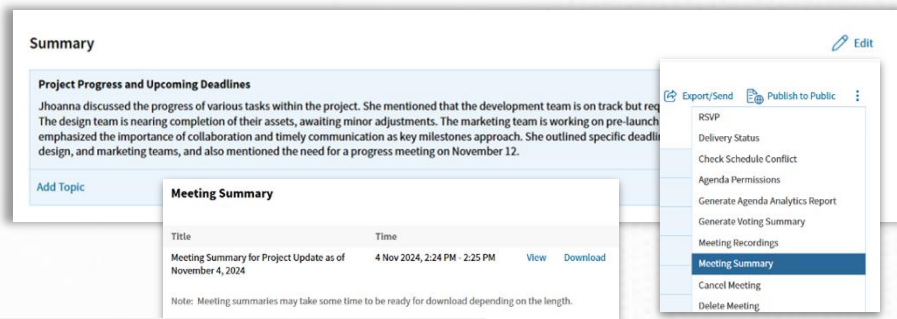 Summary
Edit
Project Progress and Upcoming Deadlines
Jhoanna discussed the progress of various tasks within the project. She mentioned that the development team is on track but req
The design team is nearing completion of their assets, awaiting minor adjustments. The marketing team is working on pre-launch
emphasized the importance of collaboration and timely communication as key milestones approach. She outlined specific deadli
design, and marketing teams, and also mentioned the need for a progress meeting on November 12.
Add Topic
Export/Send Publish to Public
RSVP
Delivery Status
Check Schedule Conflict
Agenda Permissions
Generate Agenda Analytics Report
Generate Voting Summary
Meeting Recordings
Meeting Summary
Cancel Meeting
Delete Meeting
Meeting Summary
Title Time
Meeting Summary for Project Update as of 4 Nov 2024, 2:24 PM - 2:25 PM View Download
November 4, 2024
Note: Meeting summaries may take some time to be ready for download depending on the length.